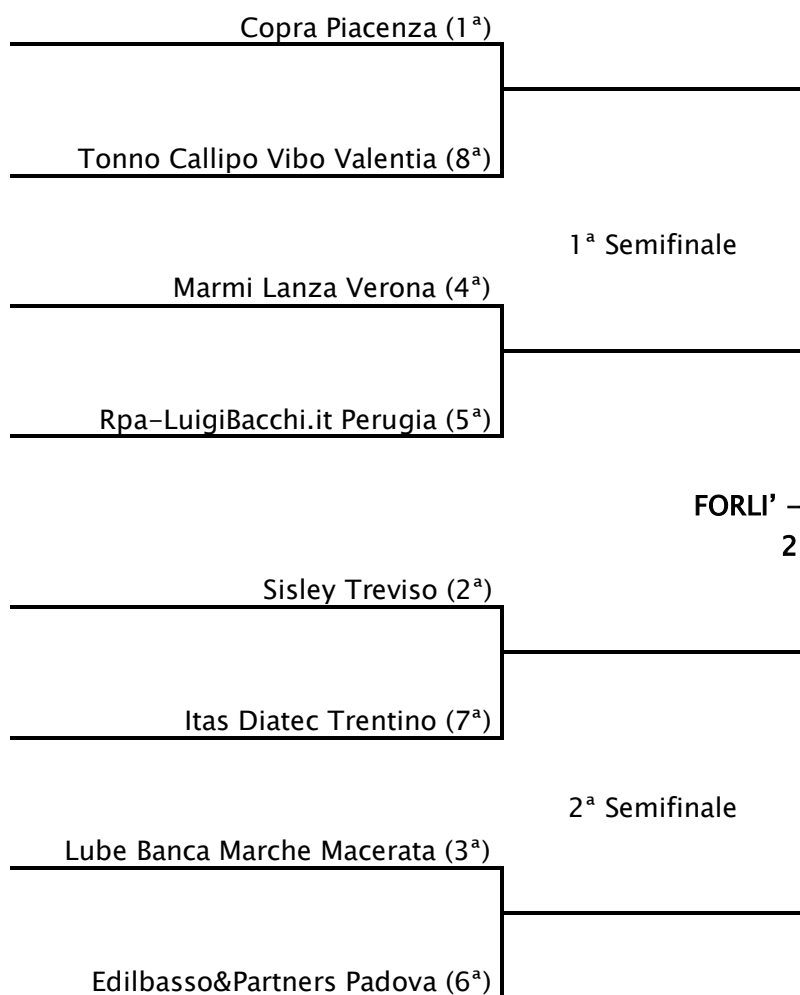 Copra Piacenza (1ª)
Tonno Callipo Vibo Valentia (8ª)
1ª Semifinale
Marmi Lanza Verona (4ª)
Rpa-LuigiBacchi.it Perugia (5ª)
FORLI’ –
2
Sisley Treviso (2ª)
Itas Diatec Trentino (7ª)
2ª Semifinale
Lube Banca Marche Macerata (3ª)
Edilbasso&Partners Padova (6ª)